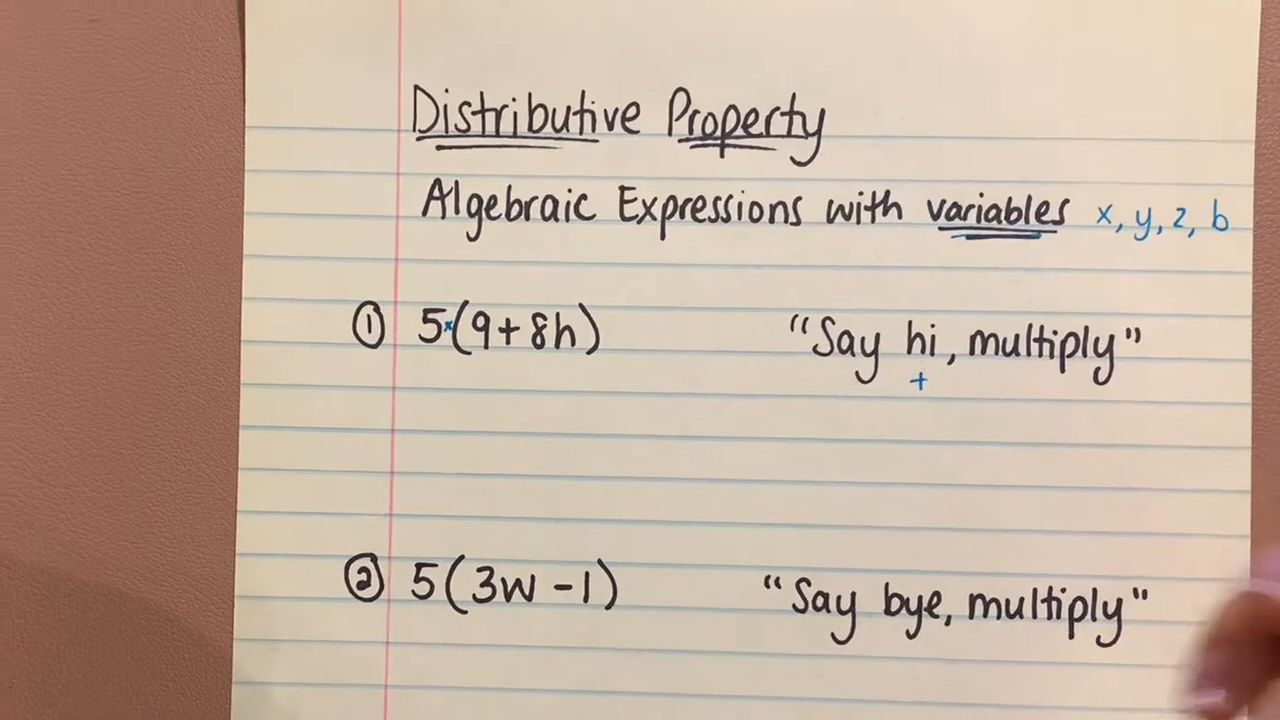 Distributive Property
Algebraic Expressions with variables x, y, z, b
① 5×(9+8h) "Say hi, multiply"
+
② 5(3w-1) "Say bye, multiply"